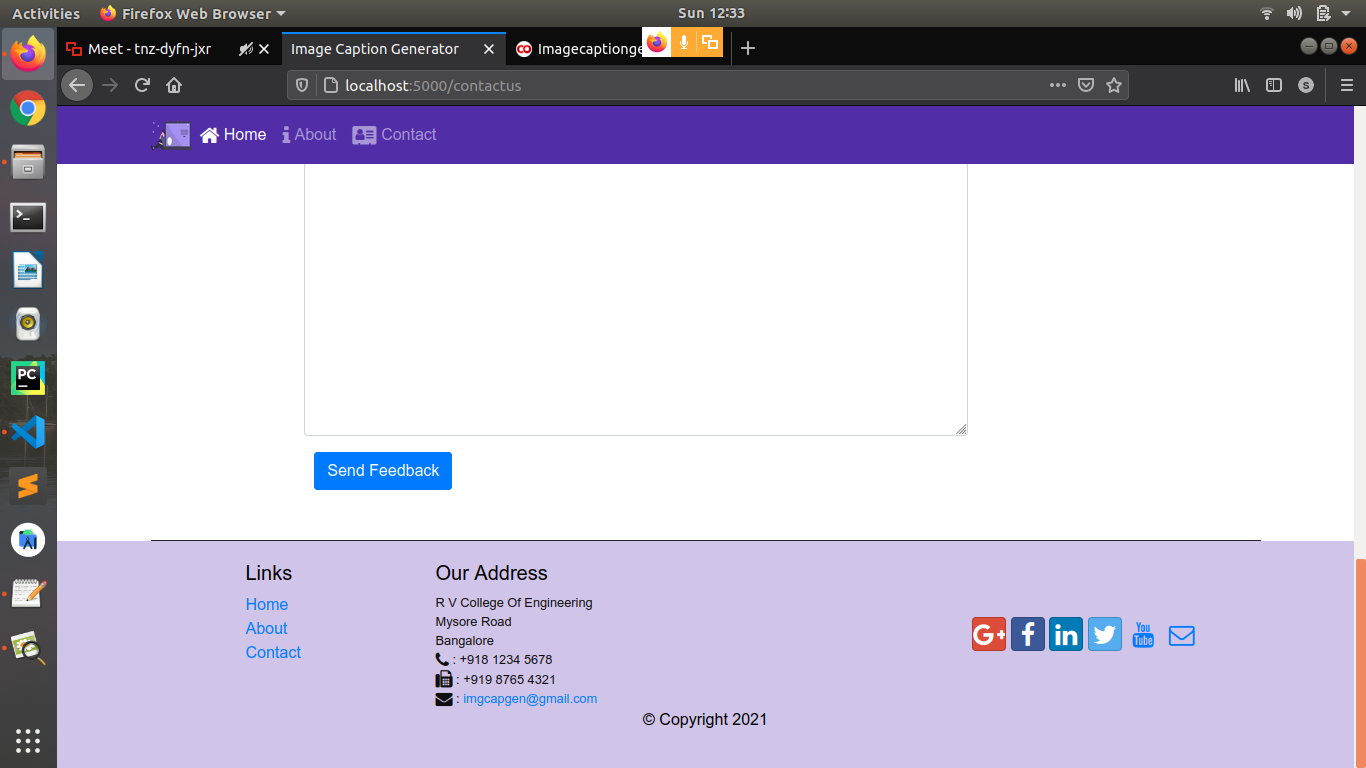 Activities
Firefox Web Browser
Sun 12:33
Meet - tnz-dyfn-jxr
Image Caption Generator
Imagecaptionge
localhost:5000/contactus
S
Home
About
Contact
PC
Send Feedback
Links
Home
About
Contact
Our Address
R V College Of Engineering
Mysore Road
Bangalore
: +918 1234 5678
: +919 8765 4321
: imgcapgen@gmail.com
G+
f
in
You
Tube
© Copyright 2021